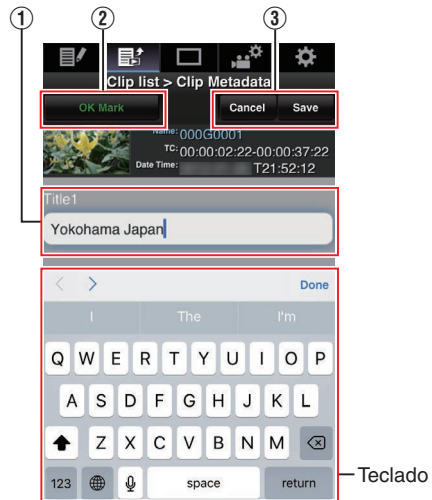 ① ② ③
Clip list > Clip Metadata
OK Mark Cancel Save
Name: 000G0001
TC: 00:00:02:22-00:00:37:22
Date Time: T21:52:12
Title1
Yokohama Japan
Done
I The I'm
Q W E R T Y U I O P
A S D F G H J K L
Z X C V B N M
123 space return
Teclado